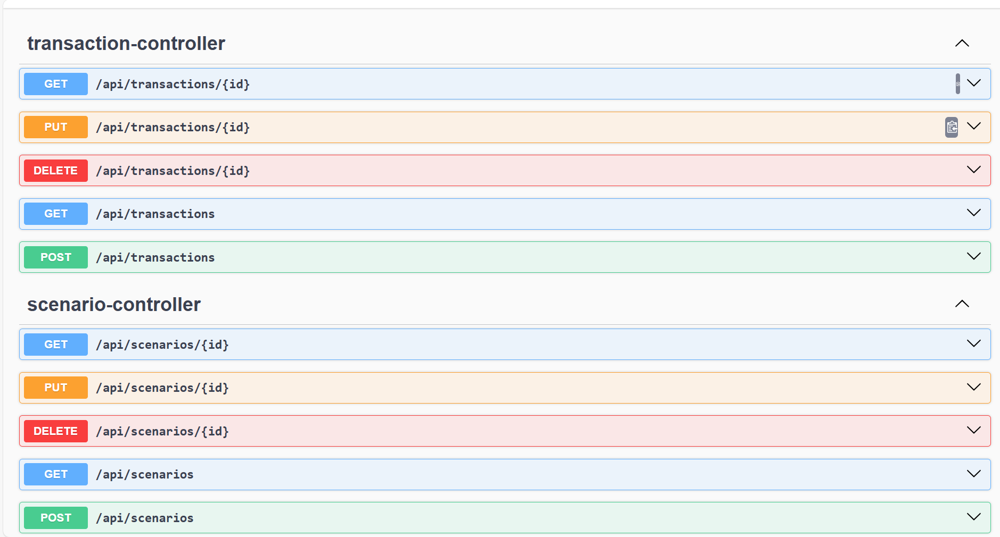 transaction-controller
GET /api/transactions/{id}
PUT /api/transactions/{id}
DELETE /api/transactions/{id}
GET /api/transactions
POST /api/transactions
scenario-controller
GET /api/scenarios/{id}
PUT /api/scenarios/{id}
DELETE /api/scenarios/{id}
GET /api/scenarios
POST /api/scenarios